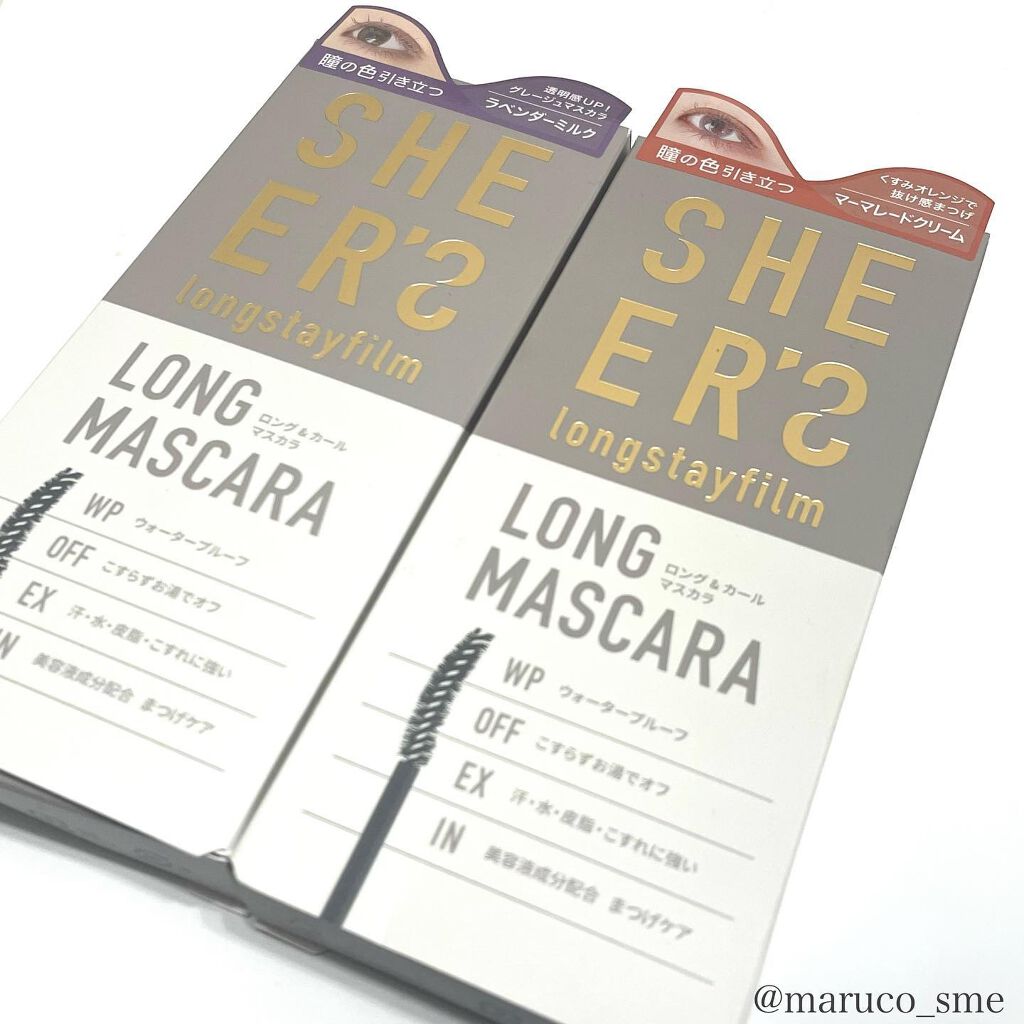 瞳の色引き立つ
透明感UP!
グレージュマスカラ
ラベンダーミルク
SHE
ER'S
longstayfilm
LONG
MASCARA
ロング&カール
マスカラ
WP ウォータープルーフ
OFF こすらずお湯でオフ
EX 汗・水・皮脂・こすれに強い
IN 美容液成分配合 まつげケア
瞳の色引き立つ
くすみオレンジで
抜け感まつげ
マーマレードクリーム
SHE
ER'S
longstayfilm
LONG
MASCARA
ロング&カール
マスカラ
WP ウォータープルーフ
OFF こすらずお湯でオフ
EX 汗・水・皮脂・こすれに強い
IN 美容液成分配合 まつげケア
@maruco_sme